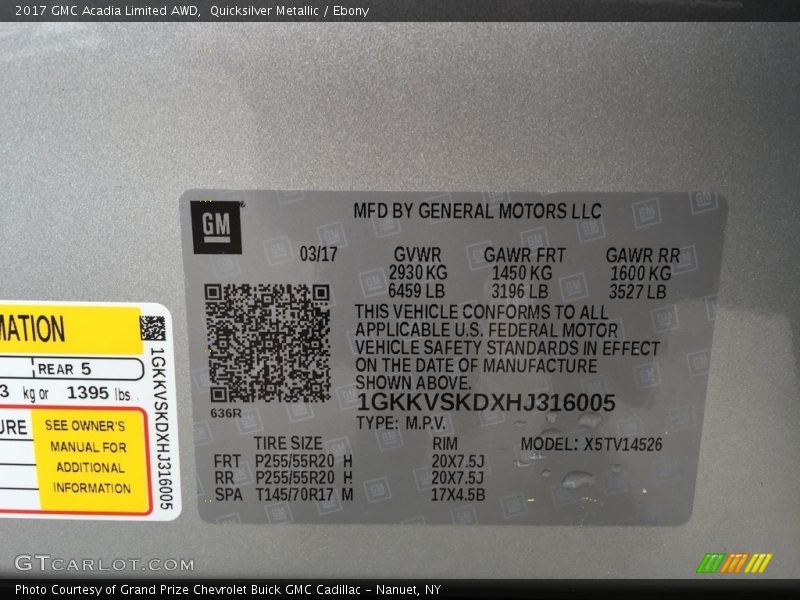 2017 GMC Acadia Limited AWD,  Quicksilver Metallic / Ebony
GM
MFD BY GENERAL MOTORS LLC
03/17
GVWR GAWR FRT GAWR RR
2930 KG 1450 KG 1600 KG
6459 LB 3196 LB 3527 LB
THIS VEHICLE CONFORMS TO ALL
APPLICABLE U.S. FEDERAL MOTOR
VEHICLE SAFETY STANDARDS IN EFFECT
ON THE DATE OF MANUFACTURE
SHOWN ABOVE.
1GKKVSKDXHJ316005
TYPE: M.P.V.
636R
TIRE SIZE RIM MODEL: X5TV14526
FRT P255/55R20 H 20X7.5J
RR P255/55R20 H 20X7.5J
SPA T145/70R17 M 17X4.5B
MATION
REAR 5
3 kg or 1395 lbs.
URE
SEE OWNER'S
MANUAL FOR
ADDITIONAL
INFORMATION
1GKKVSKDXHJ316005
GTCARLOT.COM
Photo Courtesy of Grand Prize Chevrolet Buick GMC Cadillac - Nanuet, NY